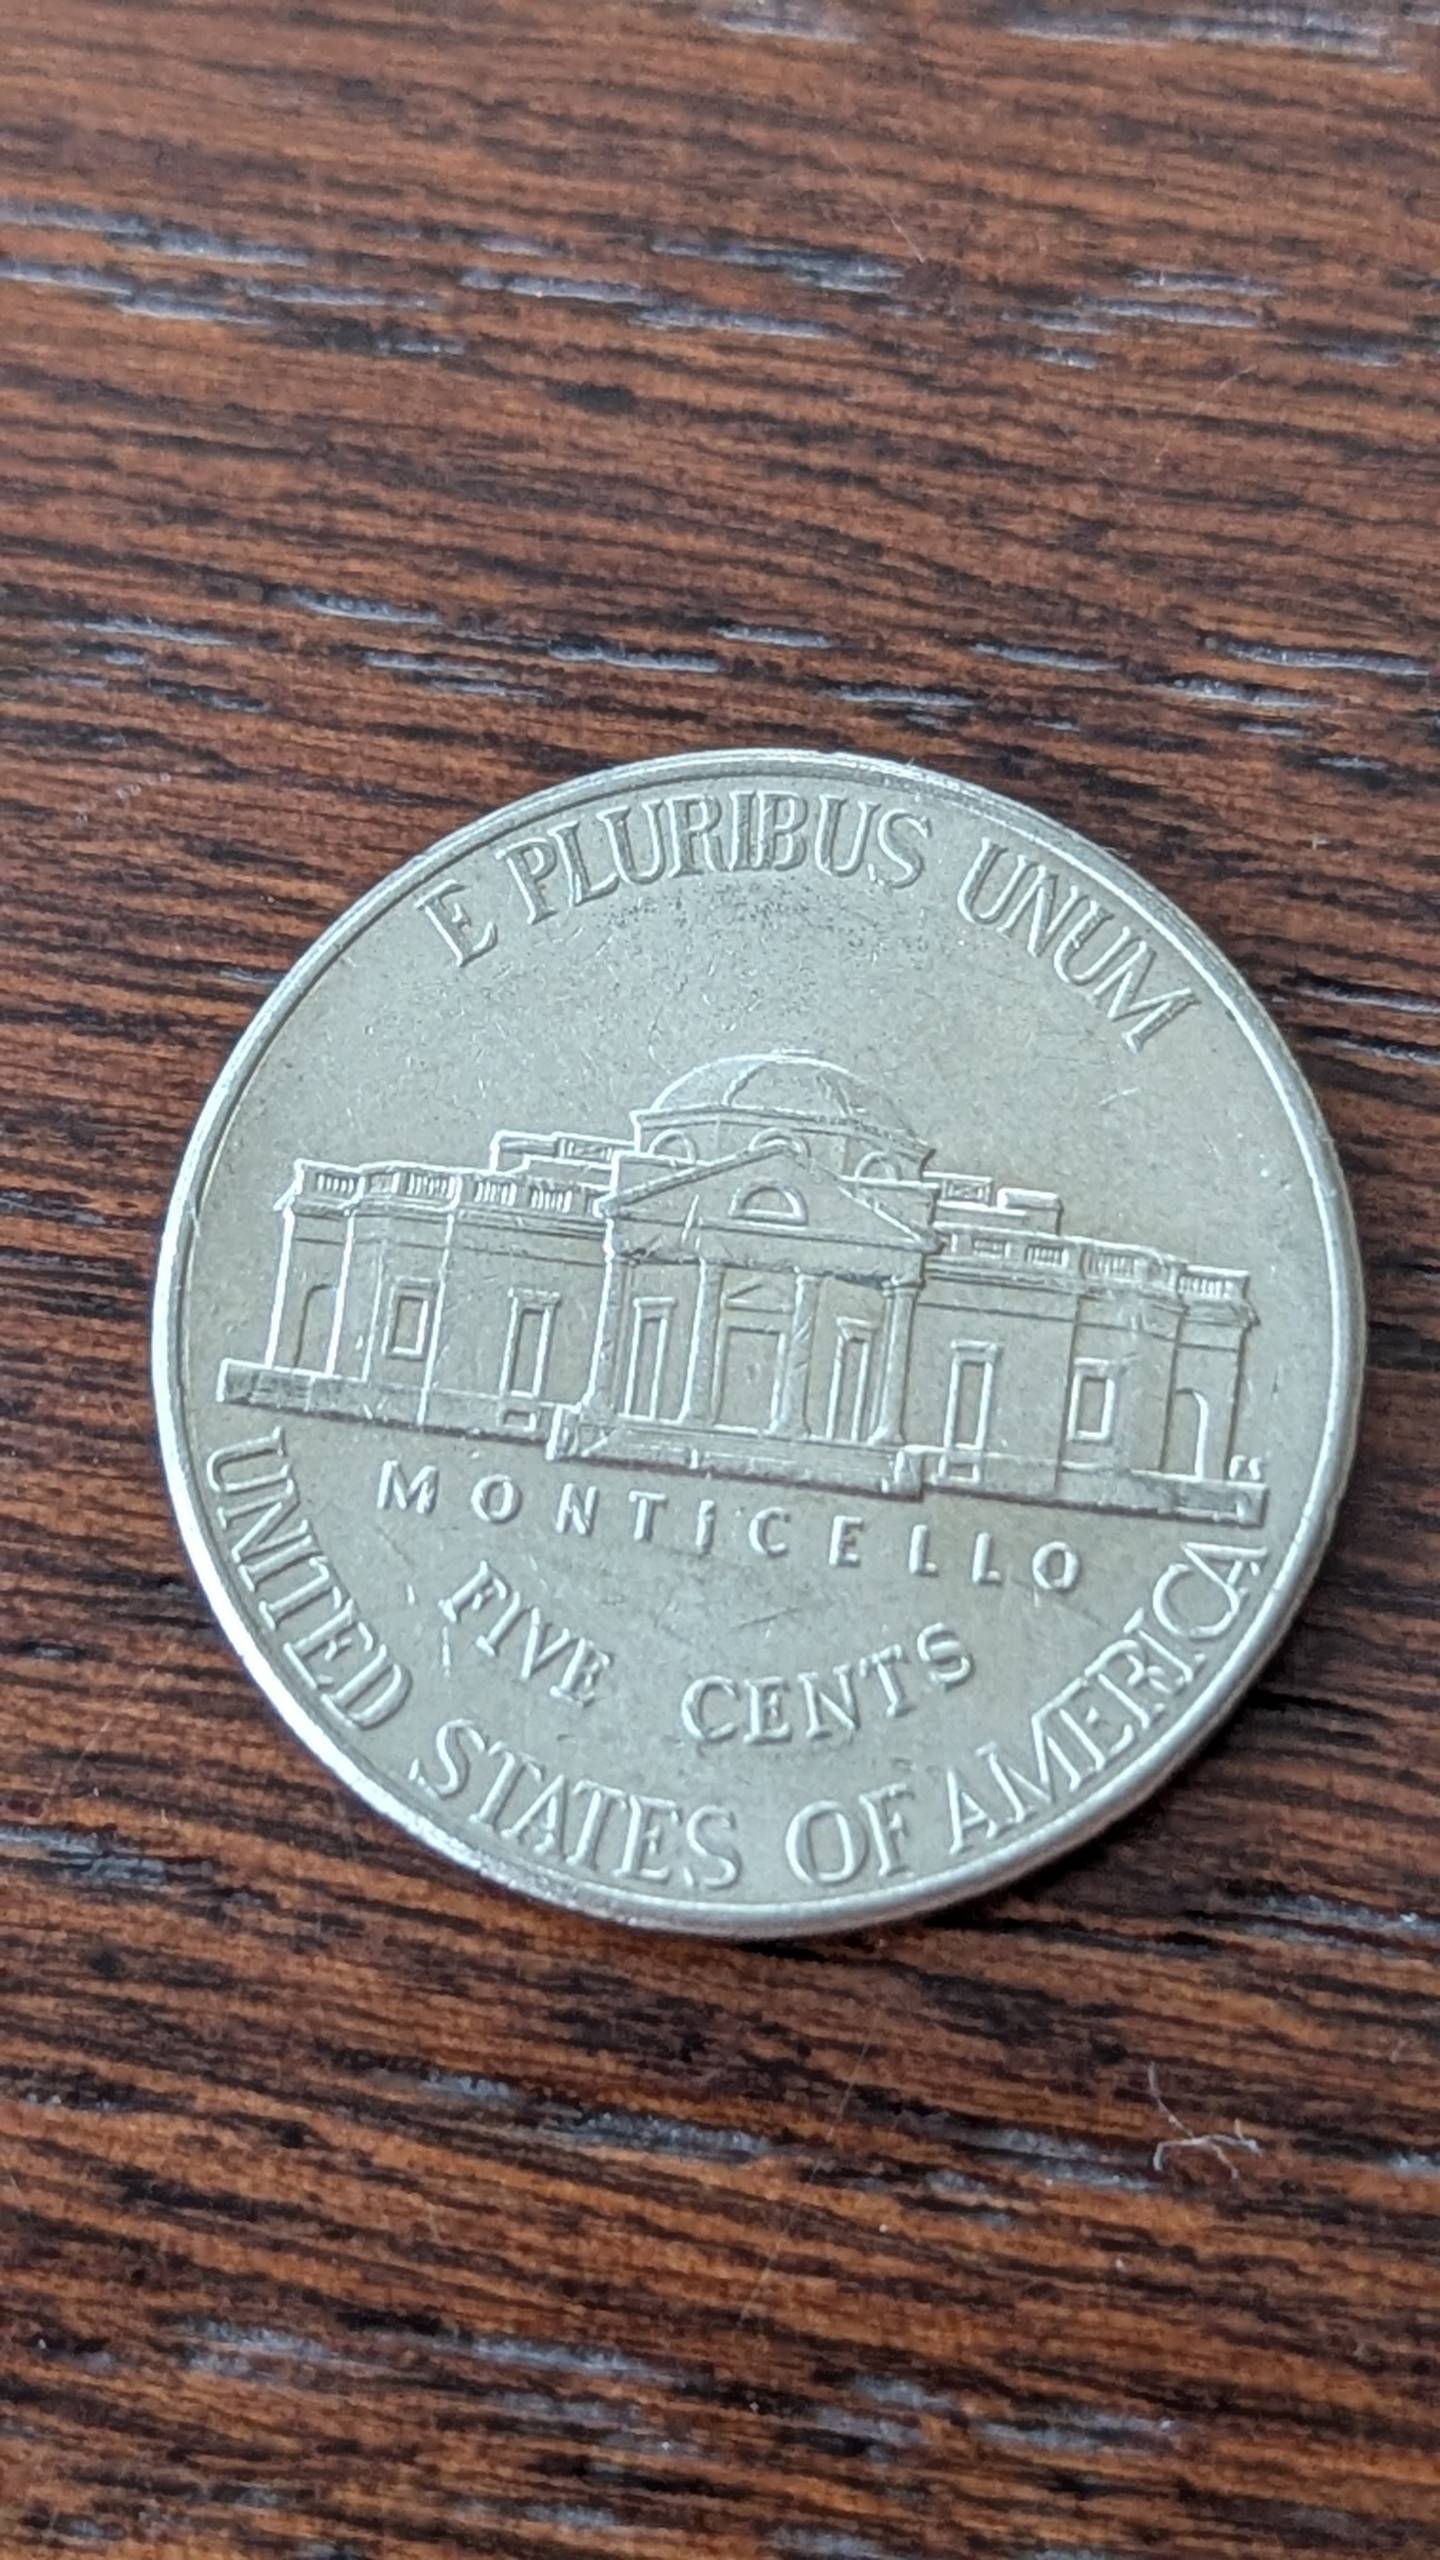 E PLURIBUS UNUM
MONTICELLO
FIVE CENTS
UNITED STATES OF AMERICA